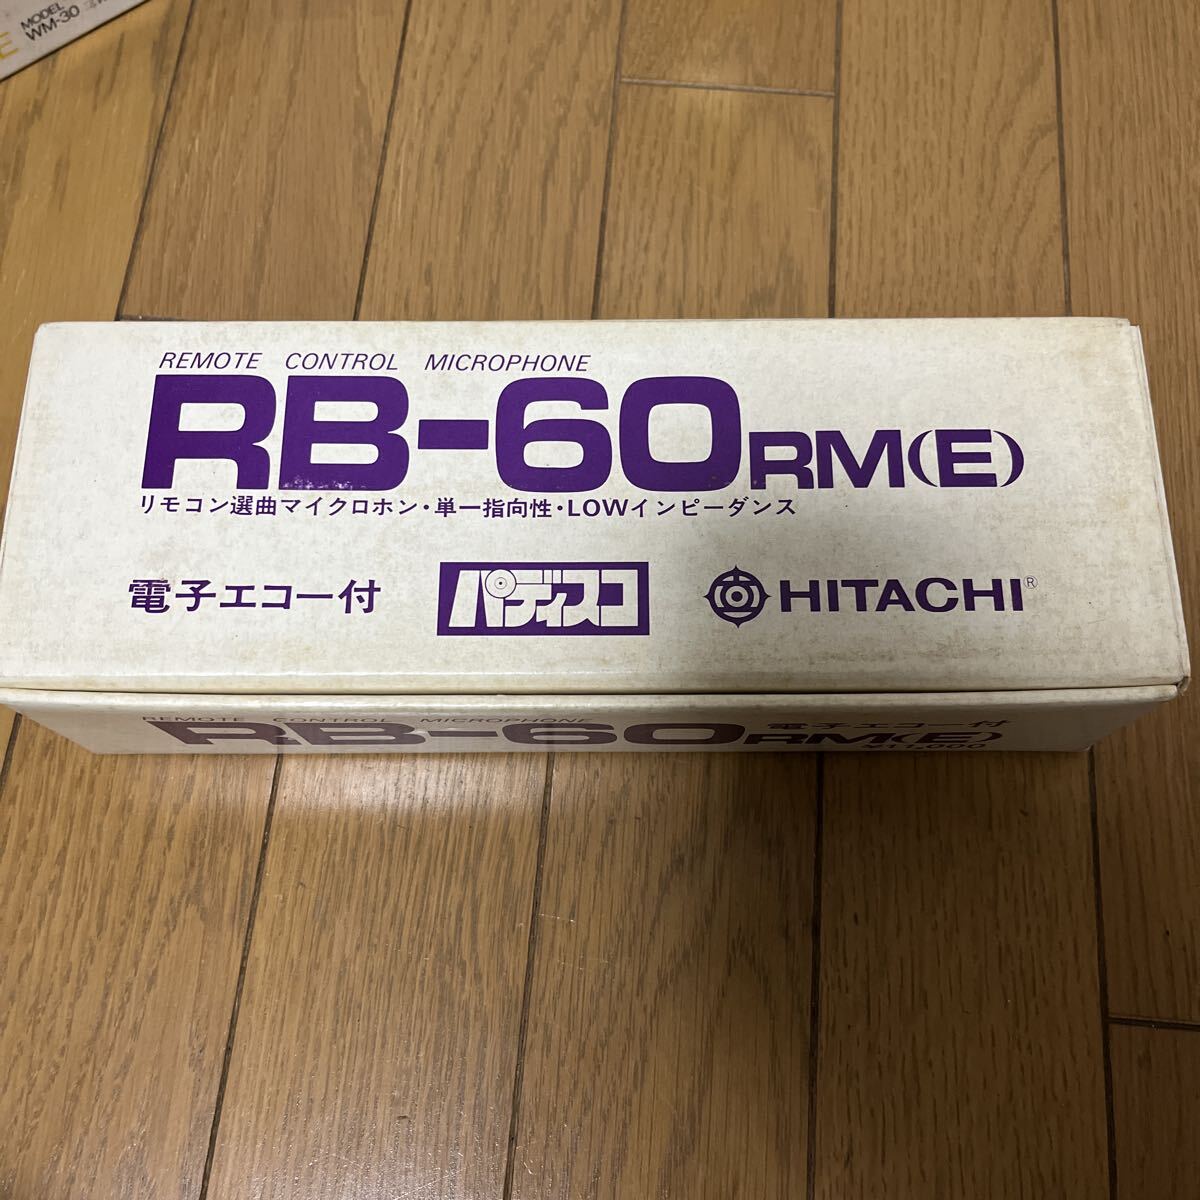 MODEL
WM-30
REMOTE CONTROL MICROPHONE
RB-60RM(E)
リモコン選曲マイクロホン・単一指向性・LOWインピーダンス
電子エコー付 パディスコ HITACHI®
REMOTE CONTROL MICROPHONE
RB-60RM(E) 電子エコー付
¥11,000